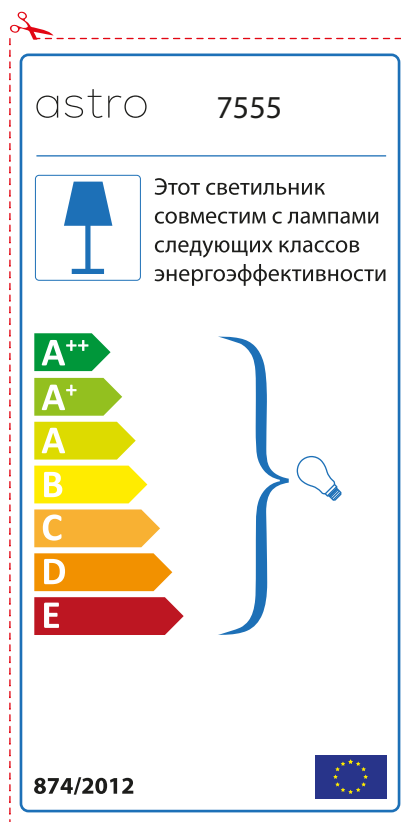 astro 7555
Этот светильник
совместим с лампами
следующих классов
энергоэффективности
A++
A+
A
B
C
D
E
874/2012